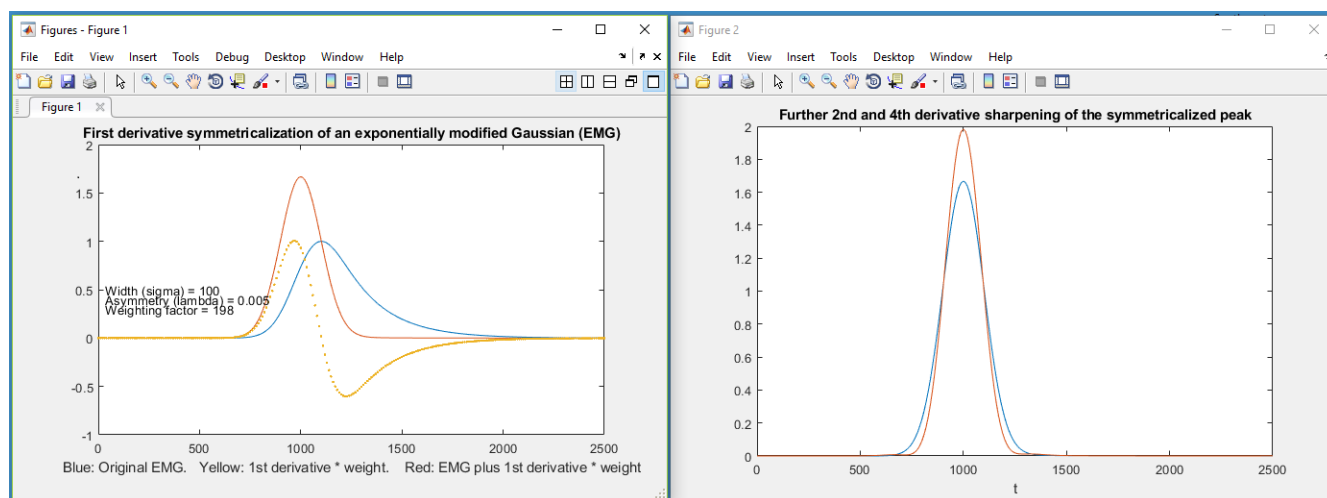 Figures - Figure 1
File Edit View Insert Tools Debug Desktop Window Help
Figure 1
First derivative symmetricalization of an exponentially modified Gaussian (EMG)
2
1.5
1
0.5
0
-0.5
-1
Width (sigma) = 100
Asymmetry (lambda) = 0.005
Weighting factor = 198
0 500 1000 1500 2000 2500
Blue: Original EMG. Yellow: 1st derivative * weight. Red: EMG plus 1st derivative * weight
Figure 2
File Edit View Insert Tools Desktop Window Help
Further 2nd and 4th derivative sharpening of the symmetricalized peak
2
1.8
1.6
1.4
1.2
1
0.8
0.6
0.4
0.2
0
0 500 1000 1500 2000 2500
t